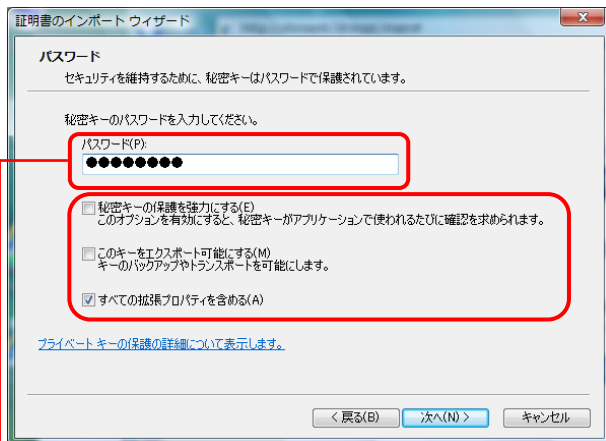 証明書のインポート ウィザード
パスワード
セキュリティを維持するために、秘密キーはパスワードで保護されています。
秘密キーのパスワードを入力してください。
パスワード(P):
●●●●●●●●
秘密キーの保護を強力にする(E)
このオプションを有効にすると、秘密キーがアプリケーションで使われるたびに確認を求められます。
このキーをエクスポート可能にする(M)
キーのバックアップやトランスポートを可能にします。
すべての拡張プロパティを含める(A)
プライベート キーの保護の詳細について表示します。
< 戻る(B)
次へ(N) >
キャンセル